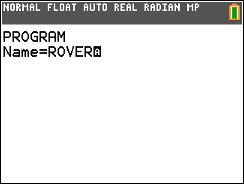 NORMAL FLOAT AUTO REAL RADIAN MP
PROGRAM
Name=ROVER